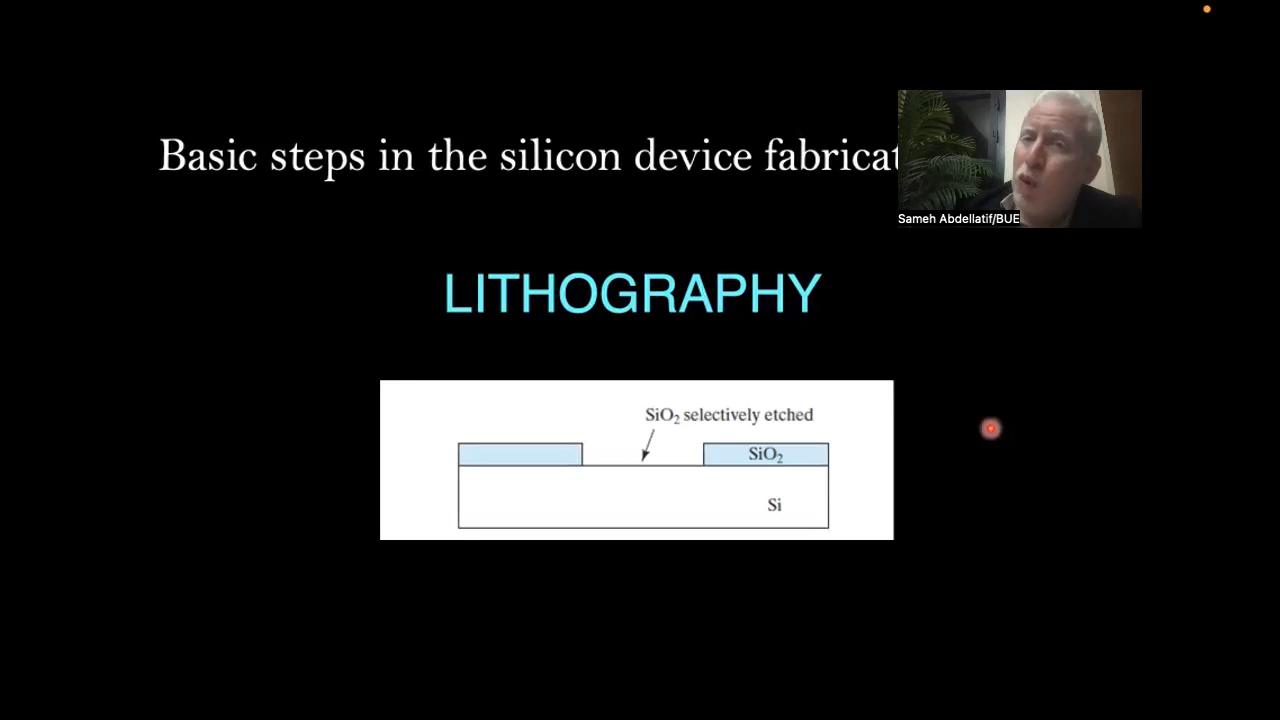 Basic steps in the silicon device fabricat
Sameh Abdellatif/BUE
LITHOGRAPHY
SiO₂ selectively etched
SiO₂
Si